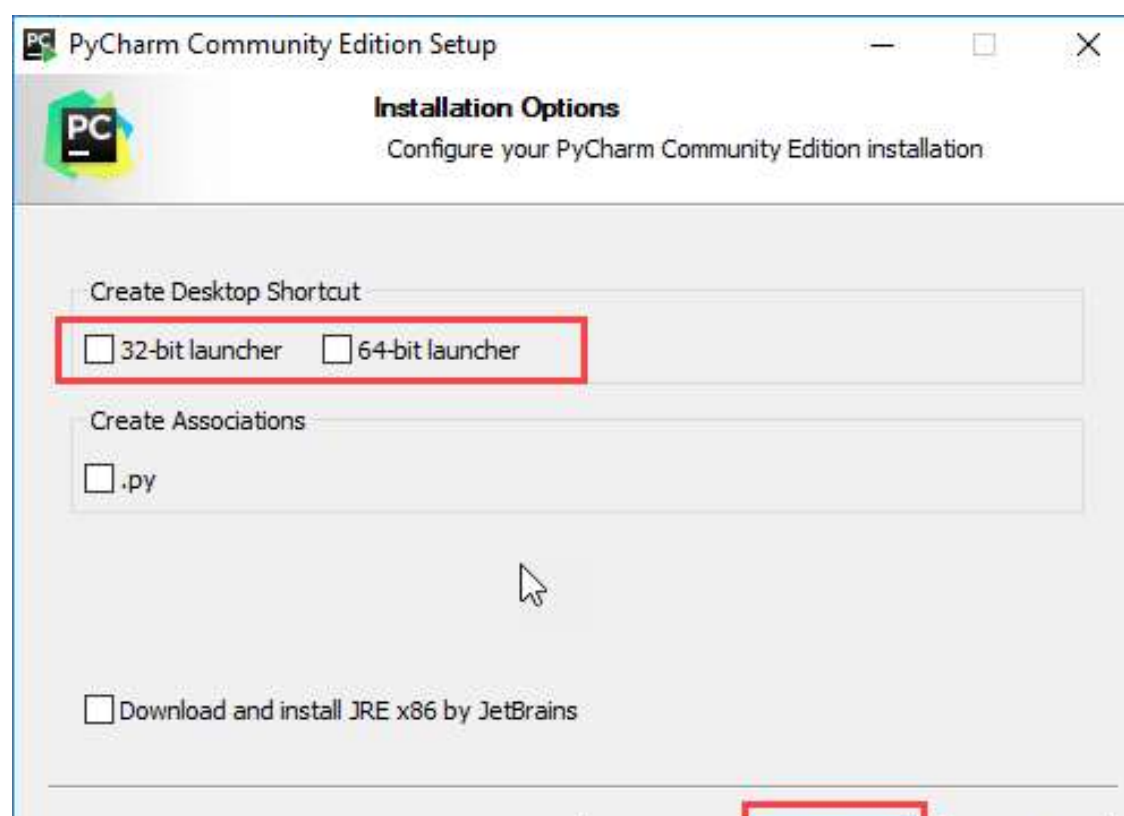 PyCharm Community Edition Setup
PC
Installation Options
Configure your PyCharm Community Edition installation
Create Desktop Shortcut
32-bit launcher 64-bit launcher
Create Associations
.py
Download and install JRE x86 by JetBrains